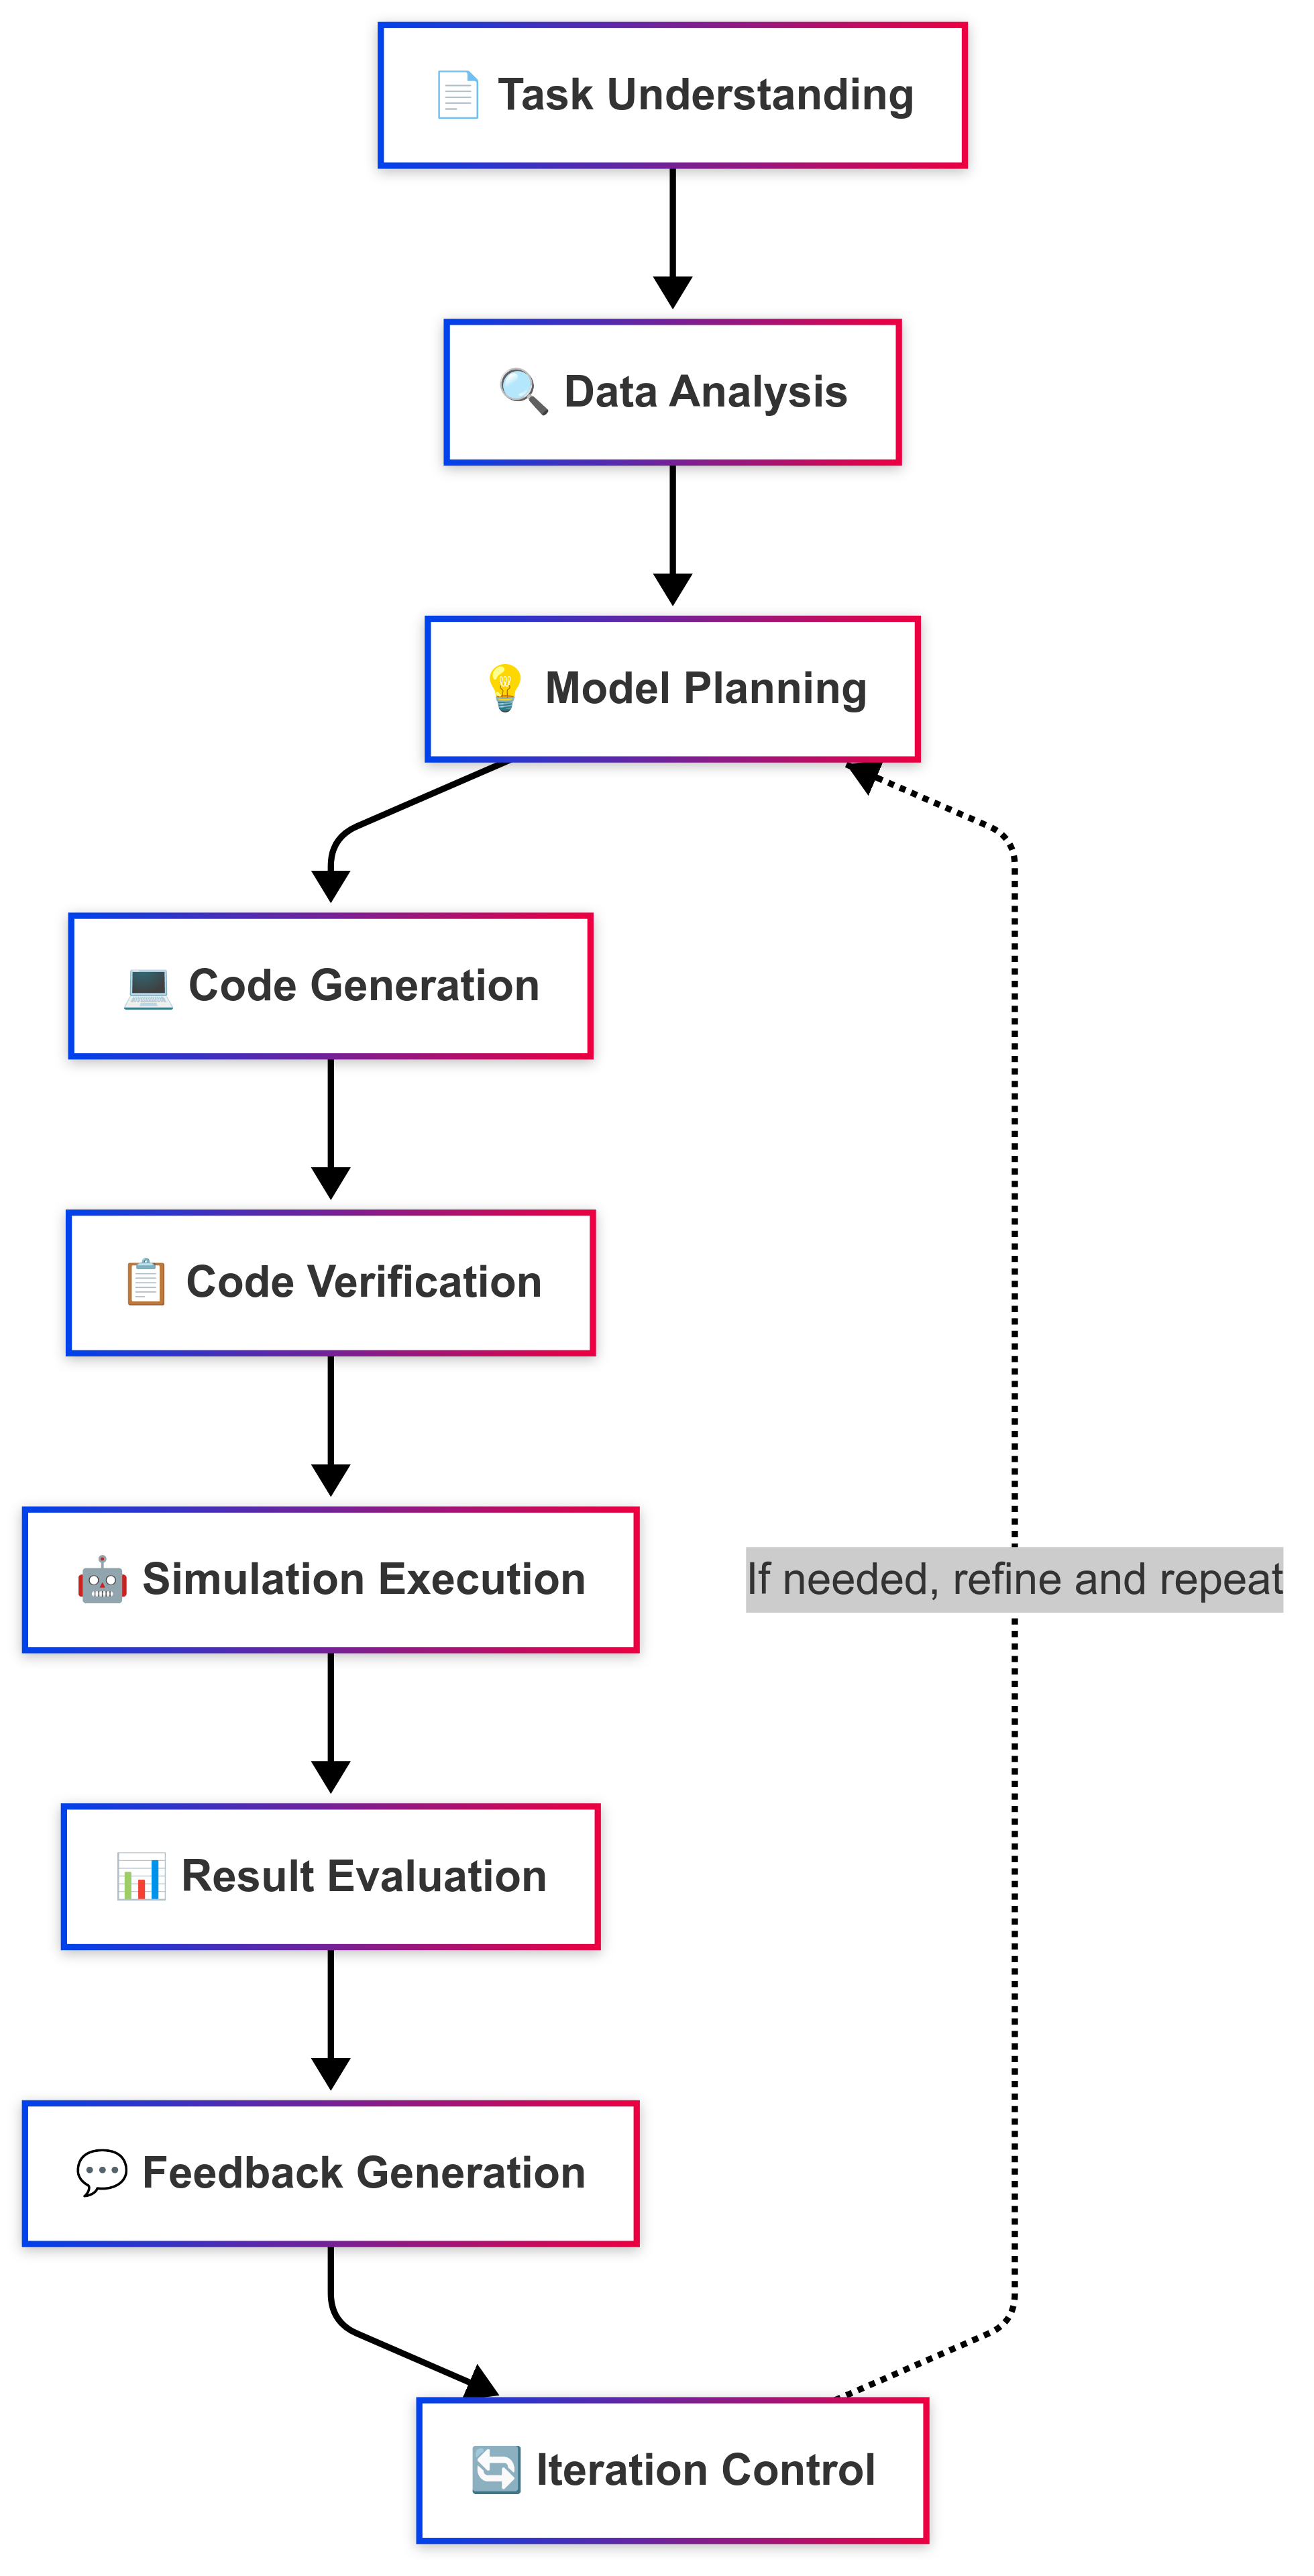 Task Understanding
Data Analysis
Model Planning
Code Generation
Code Verification
Simulation Execution
If needed, refine and repeat
Result Evaluation
Feedback Generation
Iteration Control